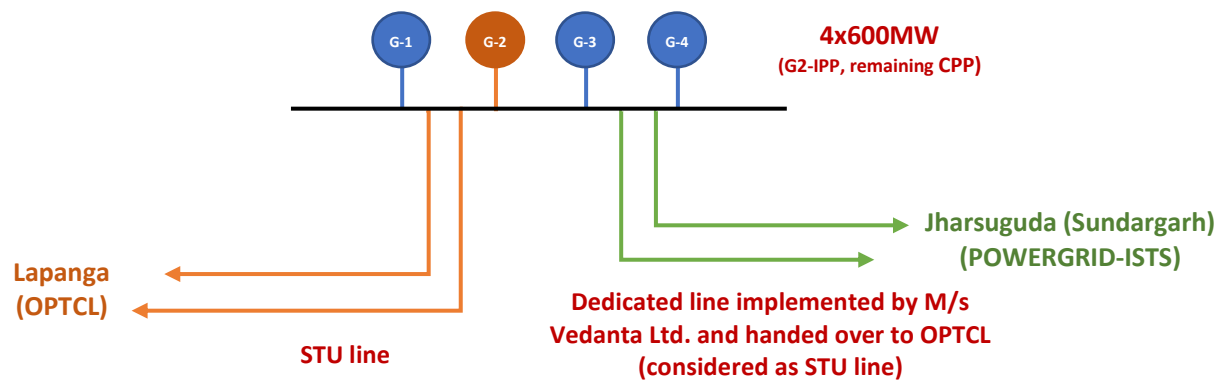 G-1
G-2
G-3
G-4
4x600MW
(G2-IPP, remaining CPP)
Jharsuguda (Sundargarh)
(POWERGRID-ISTS)
Lapanga
(OPTCL)
Dedicated line implemented by M/s
Vedanta Ltd. and handed over to OPTCL
(considered as STU line)
STU line